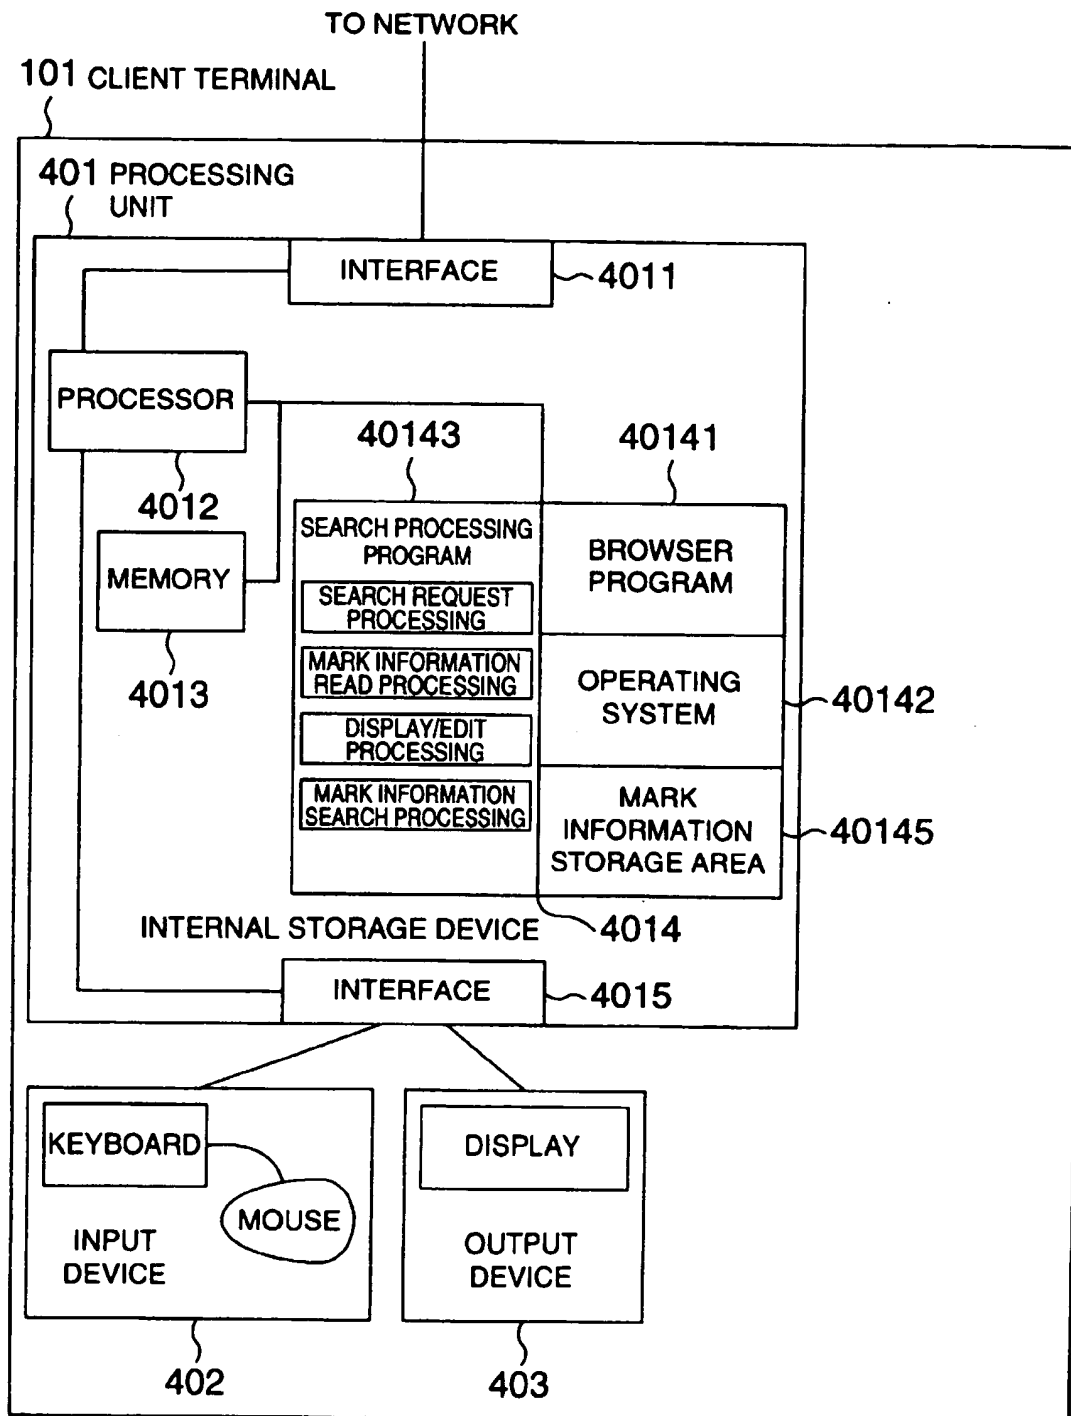 TO NETWORK
101 CLIENT TERMINAL
401 PROCESSING
UNIT
INTERFACE
4011
PROCESSOR
4012
MEMORY
4013
40143
40141
SEARCH PROCESSING
PROGRAM
SEARCH REQUEST
PROCESSING
MARK INFORMATION
READ PROCESSING
DISPLAY/EDIT
PROCESSING
MARK INFORMATION
SEARCH PROCESSING
BROWSER
PROGRAM
OPERATING
SYSTEM
40142
MARK
INFORMATION
STORAGE AREA
40145
INTERNAL STORAGE DEVICE
4014
INTERFACE
4015
KEYBOARD
MOUSE
INPUT
DEVICE
402
DISPLAY
OUTPUT
DEVICE
403